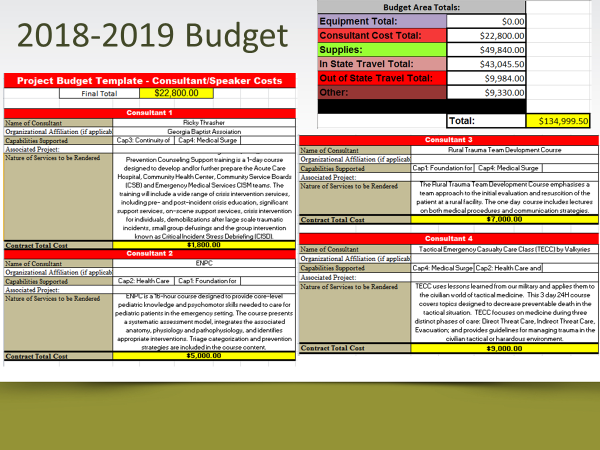 2018-2019 Budget
Budget Area Totals:
Equipment Total: $0.00
Consultant Cost Total: $22,800.00
Supplies: $49,840.00
In State Travel Total: $43,045.50
Out of State Travel Total: $9,984.00
Other: $9,330.00
Total: $134,999.50
Project Budget Template - Consultant/Speaker Costs
Final Total $22,800.00
Consultant 1
Name of Consultant Ricky Thrasher
Organizational Affiliation (if applicab Georgia Baptist Assoiation
Capabilities Supported Cap3: Continuity of Cap4: Medical Surge
Associated Project:
Nature of Services to be Rendered
Prevention Counseling Support training is a 1-day course
designed to develop and/or further prepare the Acute Care
Hospital, Community Health Center, Community Service Boards
(CSB) and Emergency Medical Services CISM teams. The
training will include a wide range of crisis intervention services,
including pre- and post-incident crisis education, significant
support services, on-scene support services, crisis intervention
for individuals, demobilizations after large scale traumatic
incidents, small group defusings and the group intervention
known as Critical Incident Stress Debriefing (CISD).
Contract Total Cost $1,800.00
Consultant 2
Name of Consultant ENPC
Organizational Affiliation (if applicab
Capabilities Supported Cap2: Health Care Cap1: Foundation for
Associated Project:
Nature of Services to be Rendered
ENPC is a 16-hour course designed to provide core-level
pediatric knowledge and psychomotor skills needed to care for
pediatric patients in the emergency setting. The course presents
a systematic assessment model, integrates the associated
anatomy, physiology and pathophysiology, and identifies
appropriate interventions. Triage categorization and prevention
strategies are included in the course content.
Contract Total Cost $5,000.00
Consultant 3
Name of Consultant Rural Trauma Team Devlopment Course
Organizational Affiliation (if applicab
Capabilities Supported Cap1: Foundation for Cap4: Medical Surge
Associated Project:
Nature of Services to be Rendered
The Rural Trauma Team Development Course emphasises a
team approach to the initial evaluation and resuscitation of the
patient at a rural facility. The one day course includes lectures
on both medical procedures and communication strategies.
Contract Total Cost $7,000.00
Consultant 4
Name of Consultant Tactical Emergency Casualty Care Class (TECC) by Valkyries
Organizational Affiliation (if applicab
Capabilities Supported Cap4: Medical Surge Cap2: Health Care and
Associated Project:
Nature of Services to be Rendered
TECC uses lessons learned from our military and applies them to
the civilian world of tactical medicine. This 3 day 24H course
covers topics designed to decrease preventable death in the
tactical situation. TECC focuses on medicine during three
distinct phases of care: Direct Threat Care, Indirect Threat Care,
Evacuation; and provides guidelines for managing trauma in the
civilian tactical or hazardous environment.
Contract Total Cost $9,000.00